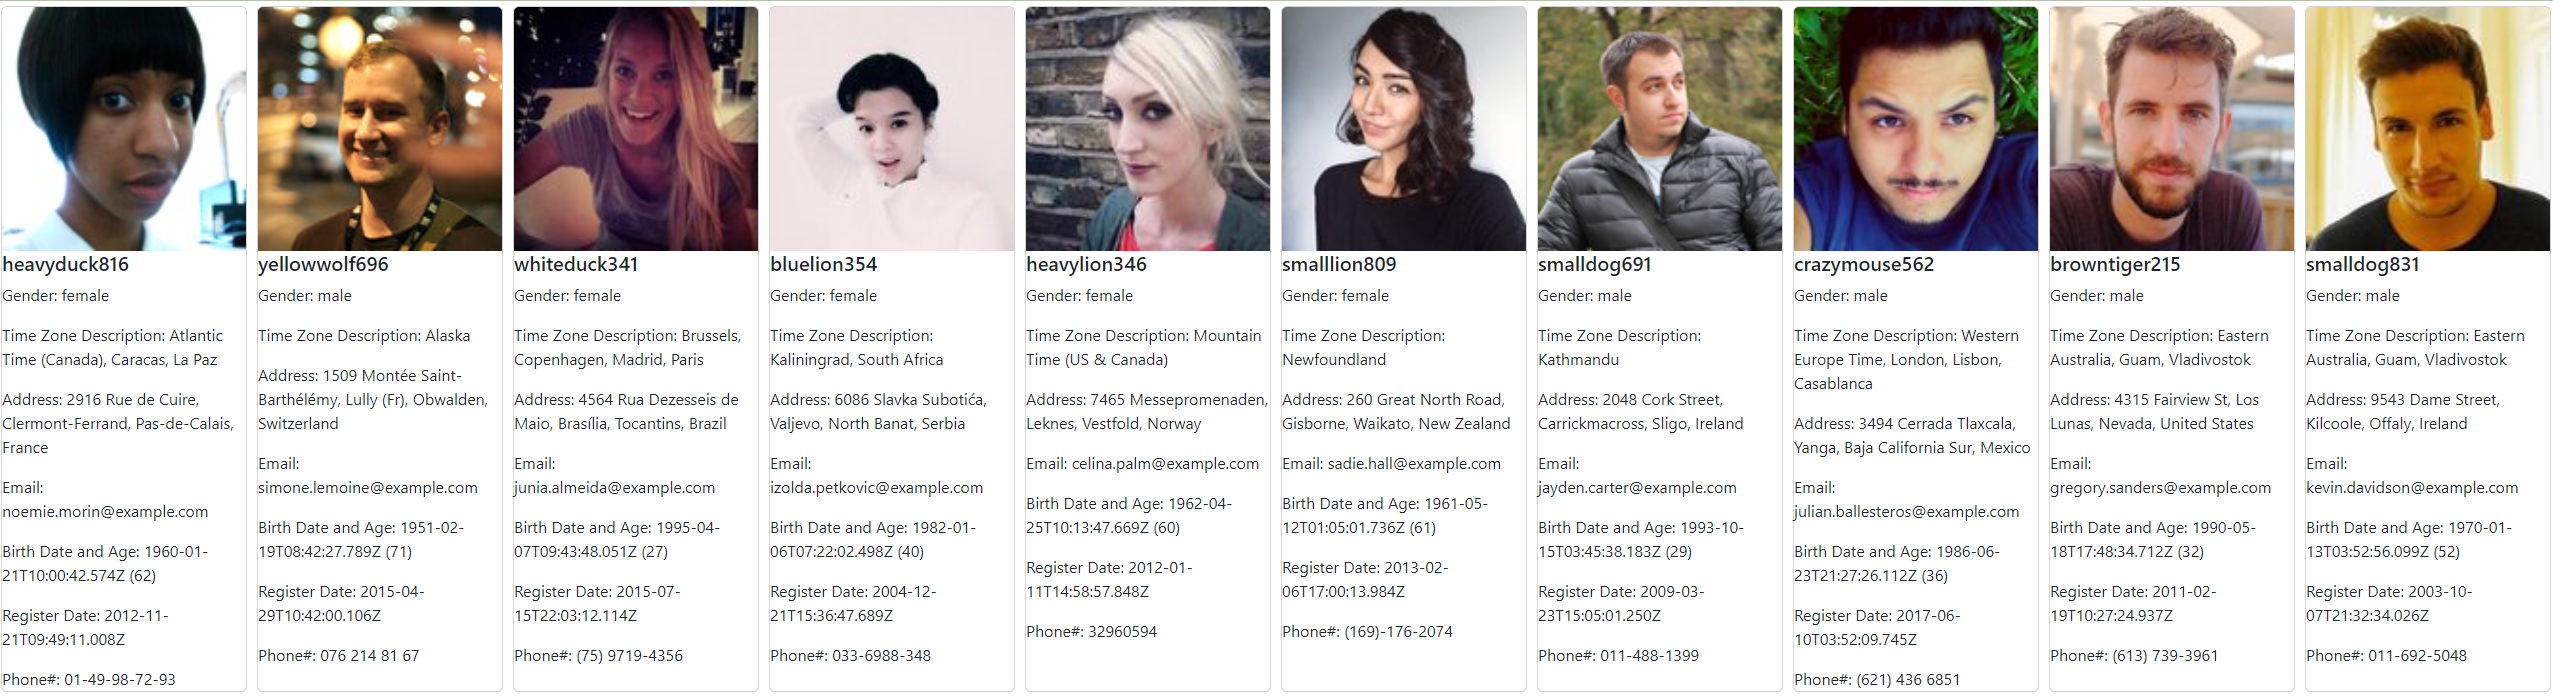 heavyduck816
Gender: female
Time Zone Description: Atlantic
Time (Canada), Caracas, La Paz
Address: 2916 Rue de Cuire,
Clermont-Ferrand, Pas-de-Calais,
France
Email:
noemie.morin@example.com
Birth Date and Age: 1960-01-
21T10:00:42.574Z (62)
Register Date: 2012-11-
21T09:49:11.008Z
Phone#: 01-49-98-72-93
yellowwolf696
Gender: male
Time Zone Description: Alaska
Address: 1509 Montée Saint-
Barthélémy, Lully (Fr), Obwalden,
Switzerland
Email:
simone.lemoine@example.com
Birth Date and Age: 1951-02-
19T08:42:27.789Z (71)
Register Date: 2015-04-
29T10:42:00.106Z
Phone#: 076 214 81 67
whiteduck341
Gender: female
Time Zone Description: Brussels,
Copenhagen, Madrid, Paris
Address: 4564 Rua Dezesseis de
Maio, Brasília, Tocantins, Brazil
Email:
junia.almeida@example.com
Birth Date and Age: 1995-04-
07T09:43:48.051Z (27)
Register Date: 2015-07-
15T22:03:12.114Z
Phone#: (75) 9719-4356
bluelion354
Gender: female
Time Zone Description:
Kaliningrad, South Africa
Address: 6086 Slavka Subotića,
Valjevo, North Banat, Serbia
Email:
izolda.petkovic@example.com
Birth Date and Age: 1982-01-
06T07:22:02.498Z (40)
Register Date: 2004-12-
21T15:36:47.689Z
Phone#: 033-6988-348
heavylion346
Gender: female
Time Zone Description: Mountain
Time (US & Canada)
Address: 7465 Messepromenaden,
Leknes, Vestfold, Norway
Email: celina.palm@example.com
Birth Date and Age: 1962-04-
25T10:13:47.669Z (60)
Register Date: 2012-01-
11T14:58:57.848Z
Phone#: 32960594
smalllion809
Gender: female
Time Zone Description:
Newfoundland
Address: 260 Great North Road,
Gisborne, Waikato, New Zealand
Email: sadie.hall@example.com
Birth Date and Age: 1961-05-
12T01:05:01.736Z (61)
Register Date: 2013-02-
06T17:00:13.984Z
Phone#: (169)-176-2074
smalldog691
Gender: male
Time Zone Description:
Kathmandu
Address: 2048 Cork Street,
Carrickmacross, Sligo, Ireland
Email:
jayden.carter@example.com
Birth Date and Age: 1993-10-
15T03:45:38.183Z (29)
Register Date: 2009-03-
23T15:05:01.250Z
Phone#: 011-488-1399
crazymouse562
Gender: male
Time Zone Description: Western
Europe Time, London, Lisbon,
Casablanca
Address: 3494 Cerrada Tlaxcala,
Yanga, Baja California Sur, Mexico
Email:
julian.ballesteros@example.com
Birth Date and Age: 1986-06-
23T21:27:26.112Z (36)
Register Date: 2017-06-
10T03:52:09.745Z
Phone#: (621) 436 6851
browntiger215
Gender: male
Time Zone Description: Eastern
Australia, Guam, Vladivostok
Address: 4315 Fairview St, Los
Lunas, Nevada, United States
Email:
gregory.sanders@example.com
Birth Date and Age: 1990-05-
18T17:48:34.712Z (32)
Register Date: 2011-02-
19T10:27:24.937Z
Phone#: (613) 739-3961
smalldog831
Gender: male
Time Zone Description: Eastern
Australia, Guam, Vladivostok
Address: 9543 Dame Street,
Kilcoole, Offaly, Ireland
Email:
kevin.davidson@example.com
Birth Date and Age: 1970-01-
13T03:52:56.099Z (52)
Register Date: 2003-10-
07T21:32:34.026Z
Phone#: 011-692-5048